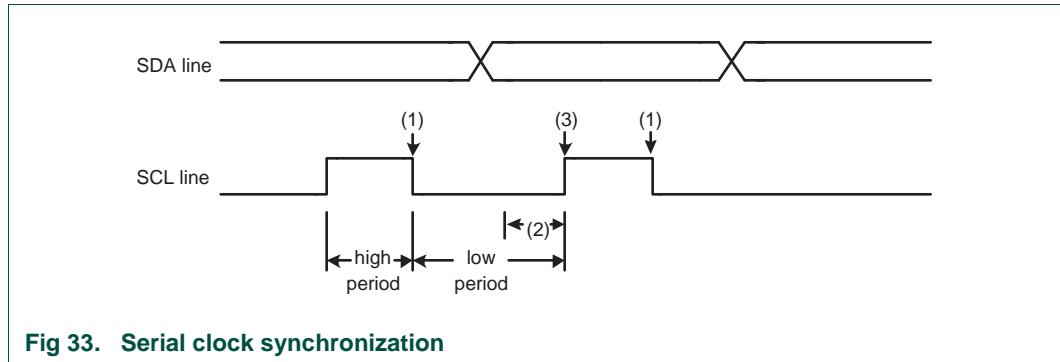 SDA line
(1)
(3)
(1)
SCL line
(2)
high
period
low
period
Fig 33. Serial clock synchronization